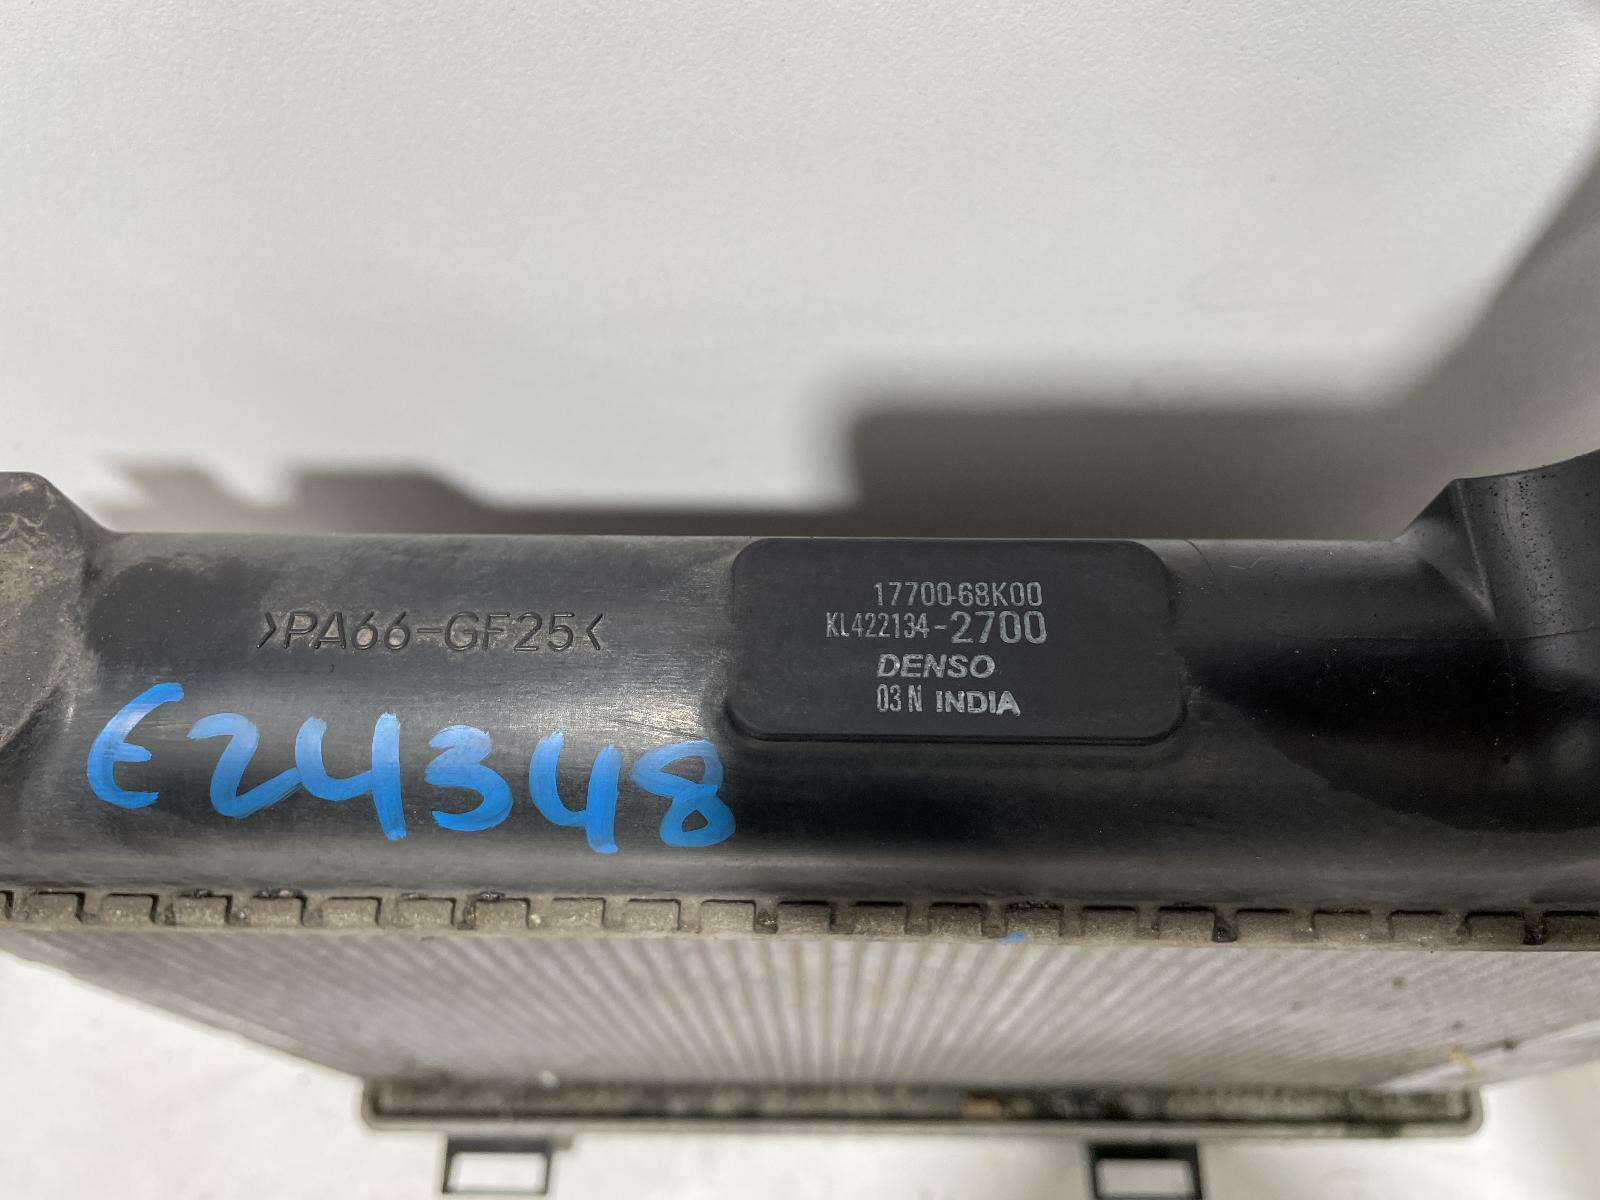 17700-68K00
>PA66-GF25<
KL422134-2700
DENSO
03 N INDIA
E24348